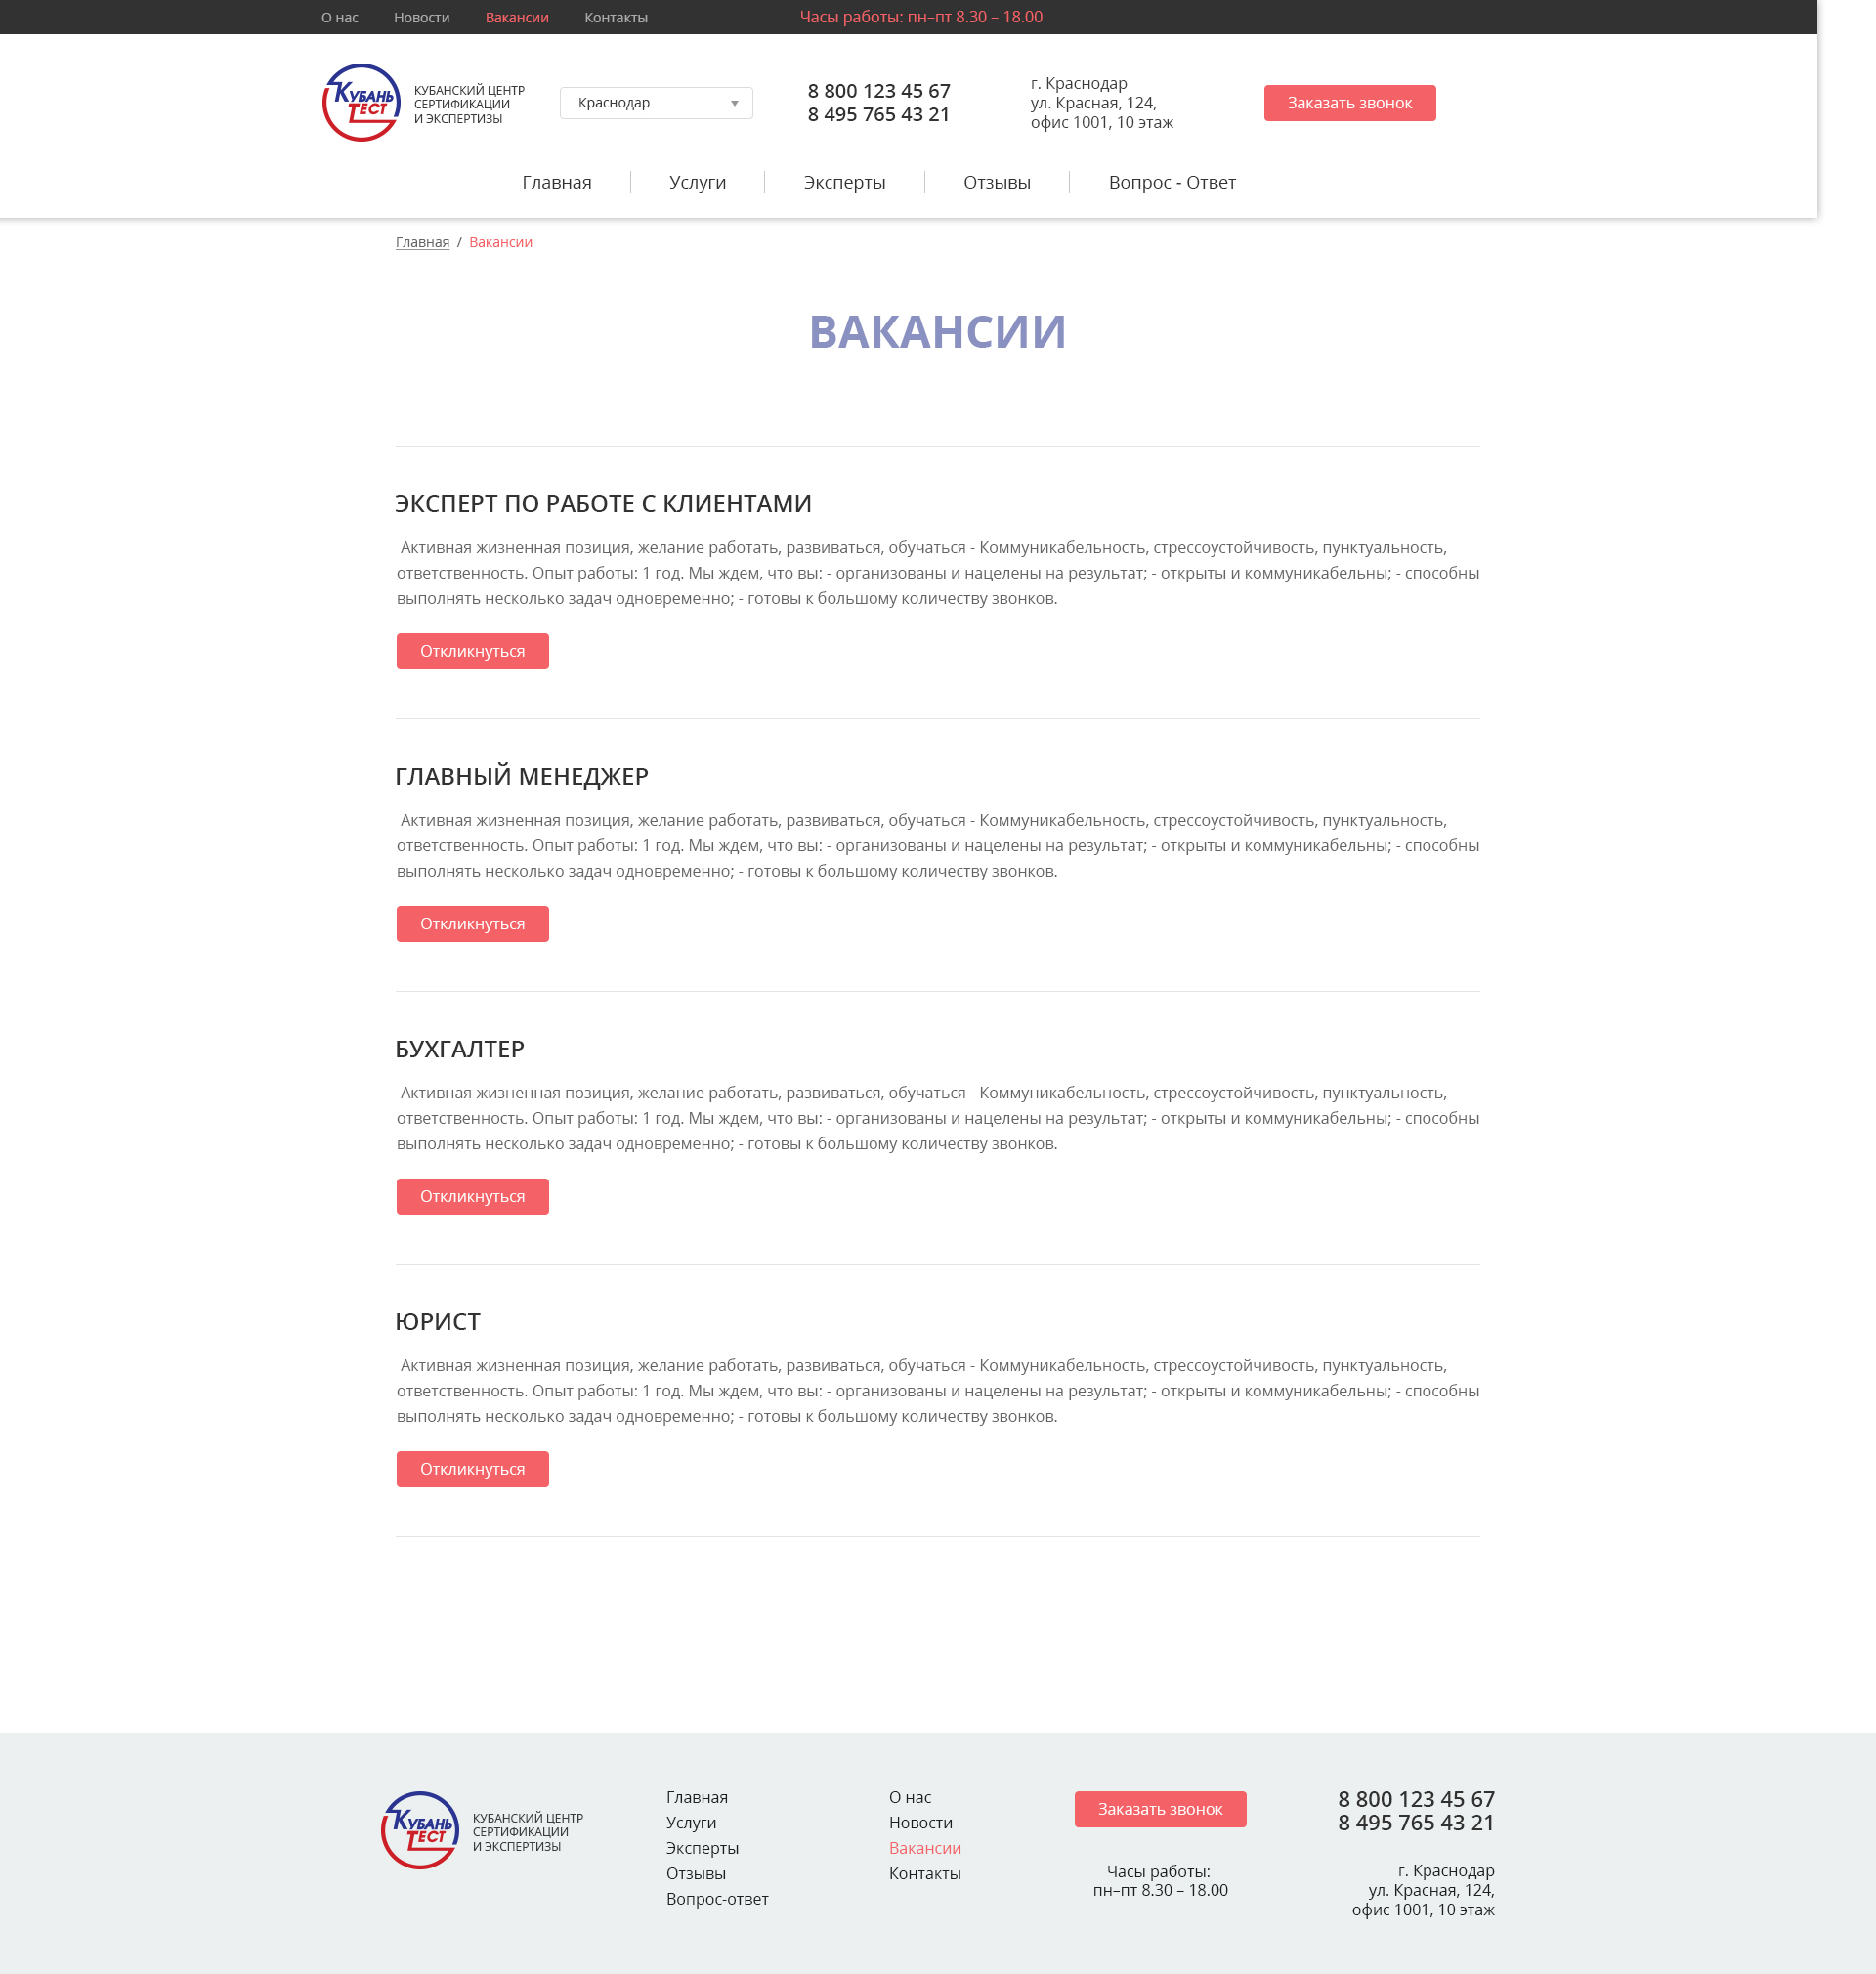 О нас Новости Вакансии Контакты Часы работы: пн–пт 8.30 – 18.00
КУБАНЬ
ТЕСТ
КУБАНСКИЙ ЦЕНТР
СЕРТИФИКАЦИИ
И ЭКСПЕРТИЗЫ
Краснодар
8 800 123 45 67
8 495 765 43 21
г. Краснодар
ул. Красная, 124,
офис 1001, 10 этаж
Заказать звонок
Главная Услуги Эксперты Отзывы Вопрос - Ответ
Главная / Вакансии
ВАКАНСИИ
ЭКСПЕРТ ПО РАБОТЕ С КЛИЕНТАМИ
Активная жизненная позиция, желание работать, развиваться, обучаться - Коммуникабельность, стрессоустойчивость, пунктуальность,
ответственность. Опыт работы: 1 год. Мы ждем, что вы: - организованы и нацелены на результат; - открыты и коммуникабельны; - способны
выполнять несколько задач одновременно; - готовы к большому количеству звонков.
Откликнуться
ГЛАВНЫЙ МЕНЕДЖЕР
Активная жизненная позиция, желание работать, развиваться, обучаться - Коммуникабельность, стрессоустойчивость, пунктуальность,
ответственность. Опыт работы: 1 год. Мы ждем, что вы: - организованы и нацелены на результат; - открыты и коммуникабельны; - способны
выполнять несколько задач одновременно; - готовы к большому количеству звонков.
Откликнуться
БУХГАЛТЕР
Активная жизненная позиция, желание работать, развиваться, обучаться - Коммуникабельность, стрессоустойчивость, пунктуальность,
ответственность. Опыт работы: 1 год. Мы ждем, что вы: - организованы и нацелены на результат; - открыты и коммуникабельны; - способны
выполнять несколько задач одновременно; - готовы к большому количеству звонков.
Откликнуться
ЮРИСТ
Активная жизненная позиция, желание работать, развиваться, обучаться - Коммуникабельность, стрессоустойчивость, пунктуальность,
ответственность. Опыт работы: 1 год. Мы ждем, что вы: - организованы и нацелены на результат; - открыты и коммуникабельны; - способны
выполнять несколько задач одновременно; - готовы к большому количеству звонков.
Откликнуться
КУБАНЬ
ТЕСТ
КУБАНСКИЙ ЦЕНТР
СЕРТИФИКАЦИИ
И ЭКСПЕРТИЗЫ
Главная
Услуги
Эксперты
Отзывы
Вопрос-ответ
О нас
Новости
Вакансии
Контакты
Заказать звонок
Часы работы:
пн–пт 8.30 – 18.00
8 800 123 45 67
8 495 765 43 21
г. Краснодар
ул. Красная, 124,
офис 1001, 10 этаж